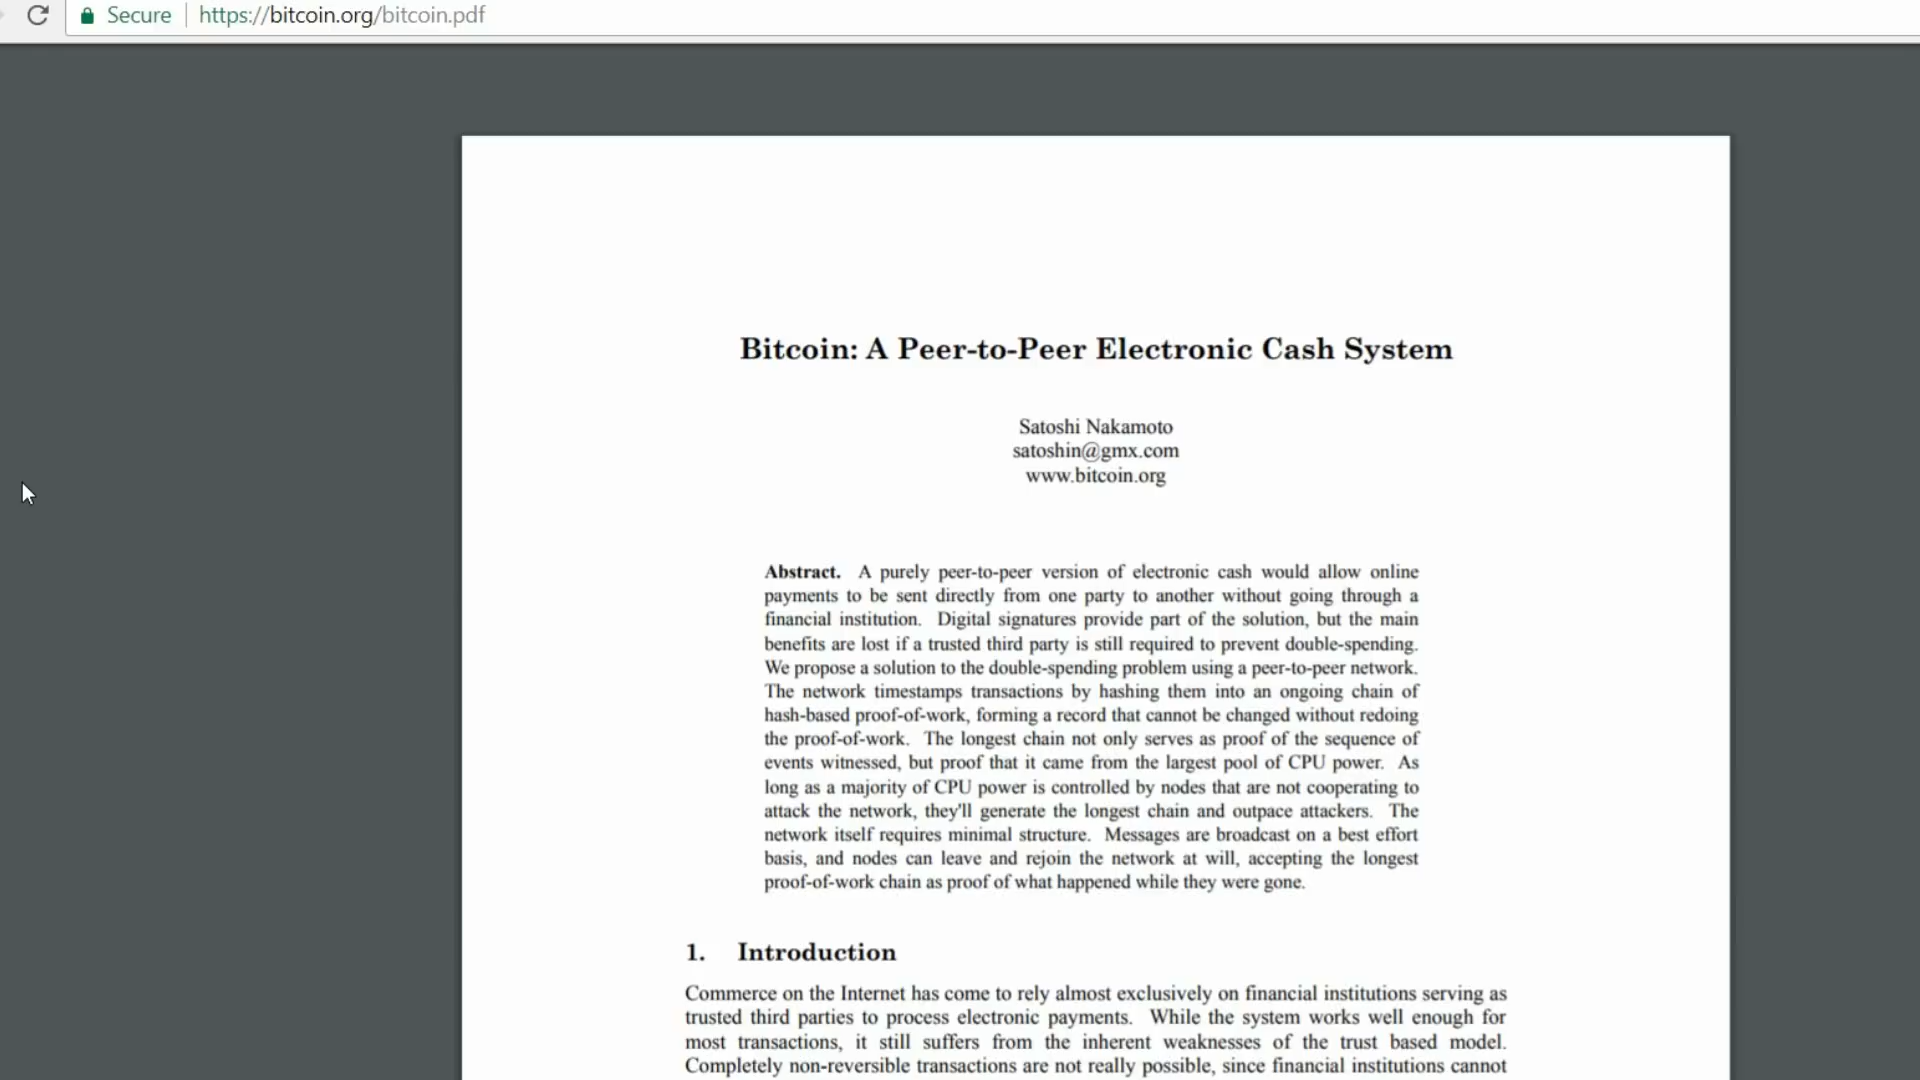 Secure https://bitcoin.org/bitcoin.pdf
Bitcoin: A Peer-to-Peer Electronic Cash System
Satoshi Nakamoto
satoshin@gmx.com
www.bitcoin.org
Abstract. A purely peer-to-peer version of electronic cash would allow online
payments to be sent directly from one party to another without going through a
financial institution. Digital signatures provide part of the solution, but the main
benefits are lost if a trusted third party is still required to prevent double-spending.
We propose a solution to the double-spending problem using a peer-to-peer network.
The network timestamps transactions by hashing them into an ongoing chain of
hash-based proof-of-work, forming a record that cannot be changed without redoing
the proof-of-work. The longest chain not only serves as proof of the sequence of
events witnessed, but proof that it came from the largest pool of CPU power. As
long as a majority of CPU power is controlled by nodes that are not cooperating to
attack the network, they'll generate the longest chain and outpace attackers. The
network itself requires minimal structure. Messages are broadcast on a best effort
basis, and nodes can leave and rejoin the network at will, accepting the longest
proof-of-work chain as proof of what happened while they were gone.
1. Introduction
Commerce on the Internet has come to rely almost exclusively on financial institutions serving as
trusted third parties to process electronic payments. While the system works well enough for
most transactions, it still suffers from the inherent weaknesses of the trust based model.
Completely non-reversible transactions are not really possible, since financial institutions cannot